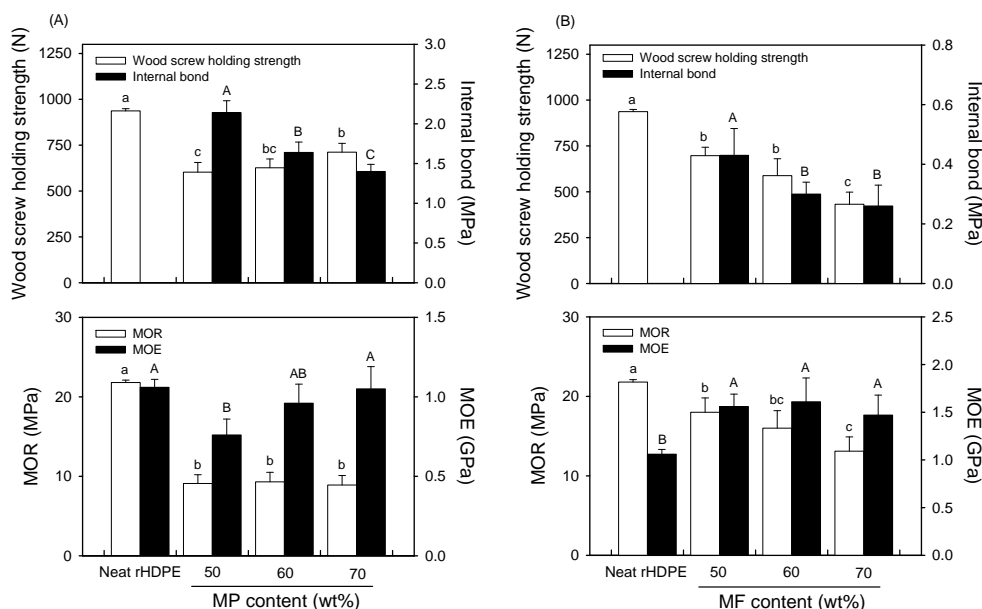 (A)
Wood screw holding strength (N)
1250
1000
750
500
250
0
Wood screw holding strength
Internal bond
a
c
A
bc
B
b
C
3.0
2.5
2.0
1.5
1.0
0.5
0.0
Internal bond (MPa)
MOR (MPa)
30
20
10
0
MOR
MOE
a
A
b
B
b
AB
b
A
1.5
1.0
0.5
0.0
MOE (GPa)
Neat rHDPE 50 60 70
MP content (wt%)
(B)
Wood screw holding strength (N)
1250
1000
750
500
250
0
Wood screw holding strength
Internal bond
a
b
A
b
B
c
B
0.8
0.6
0.4
0.2
0.0
Internal bond (MPa)
MOR (MPa)
30
20
10
0
MOR
MOE
a
B
b
A
bc
A
c
A
2.5
2.0
1.5
1.0
0.5
0.0
MOE (GPa)
Neat rHDPE 50 60 70
MF content (wt%)